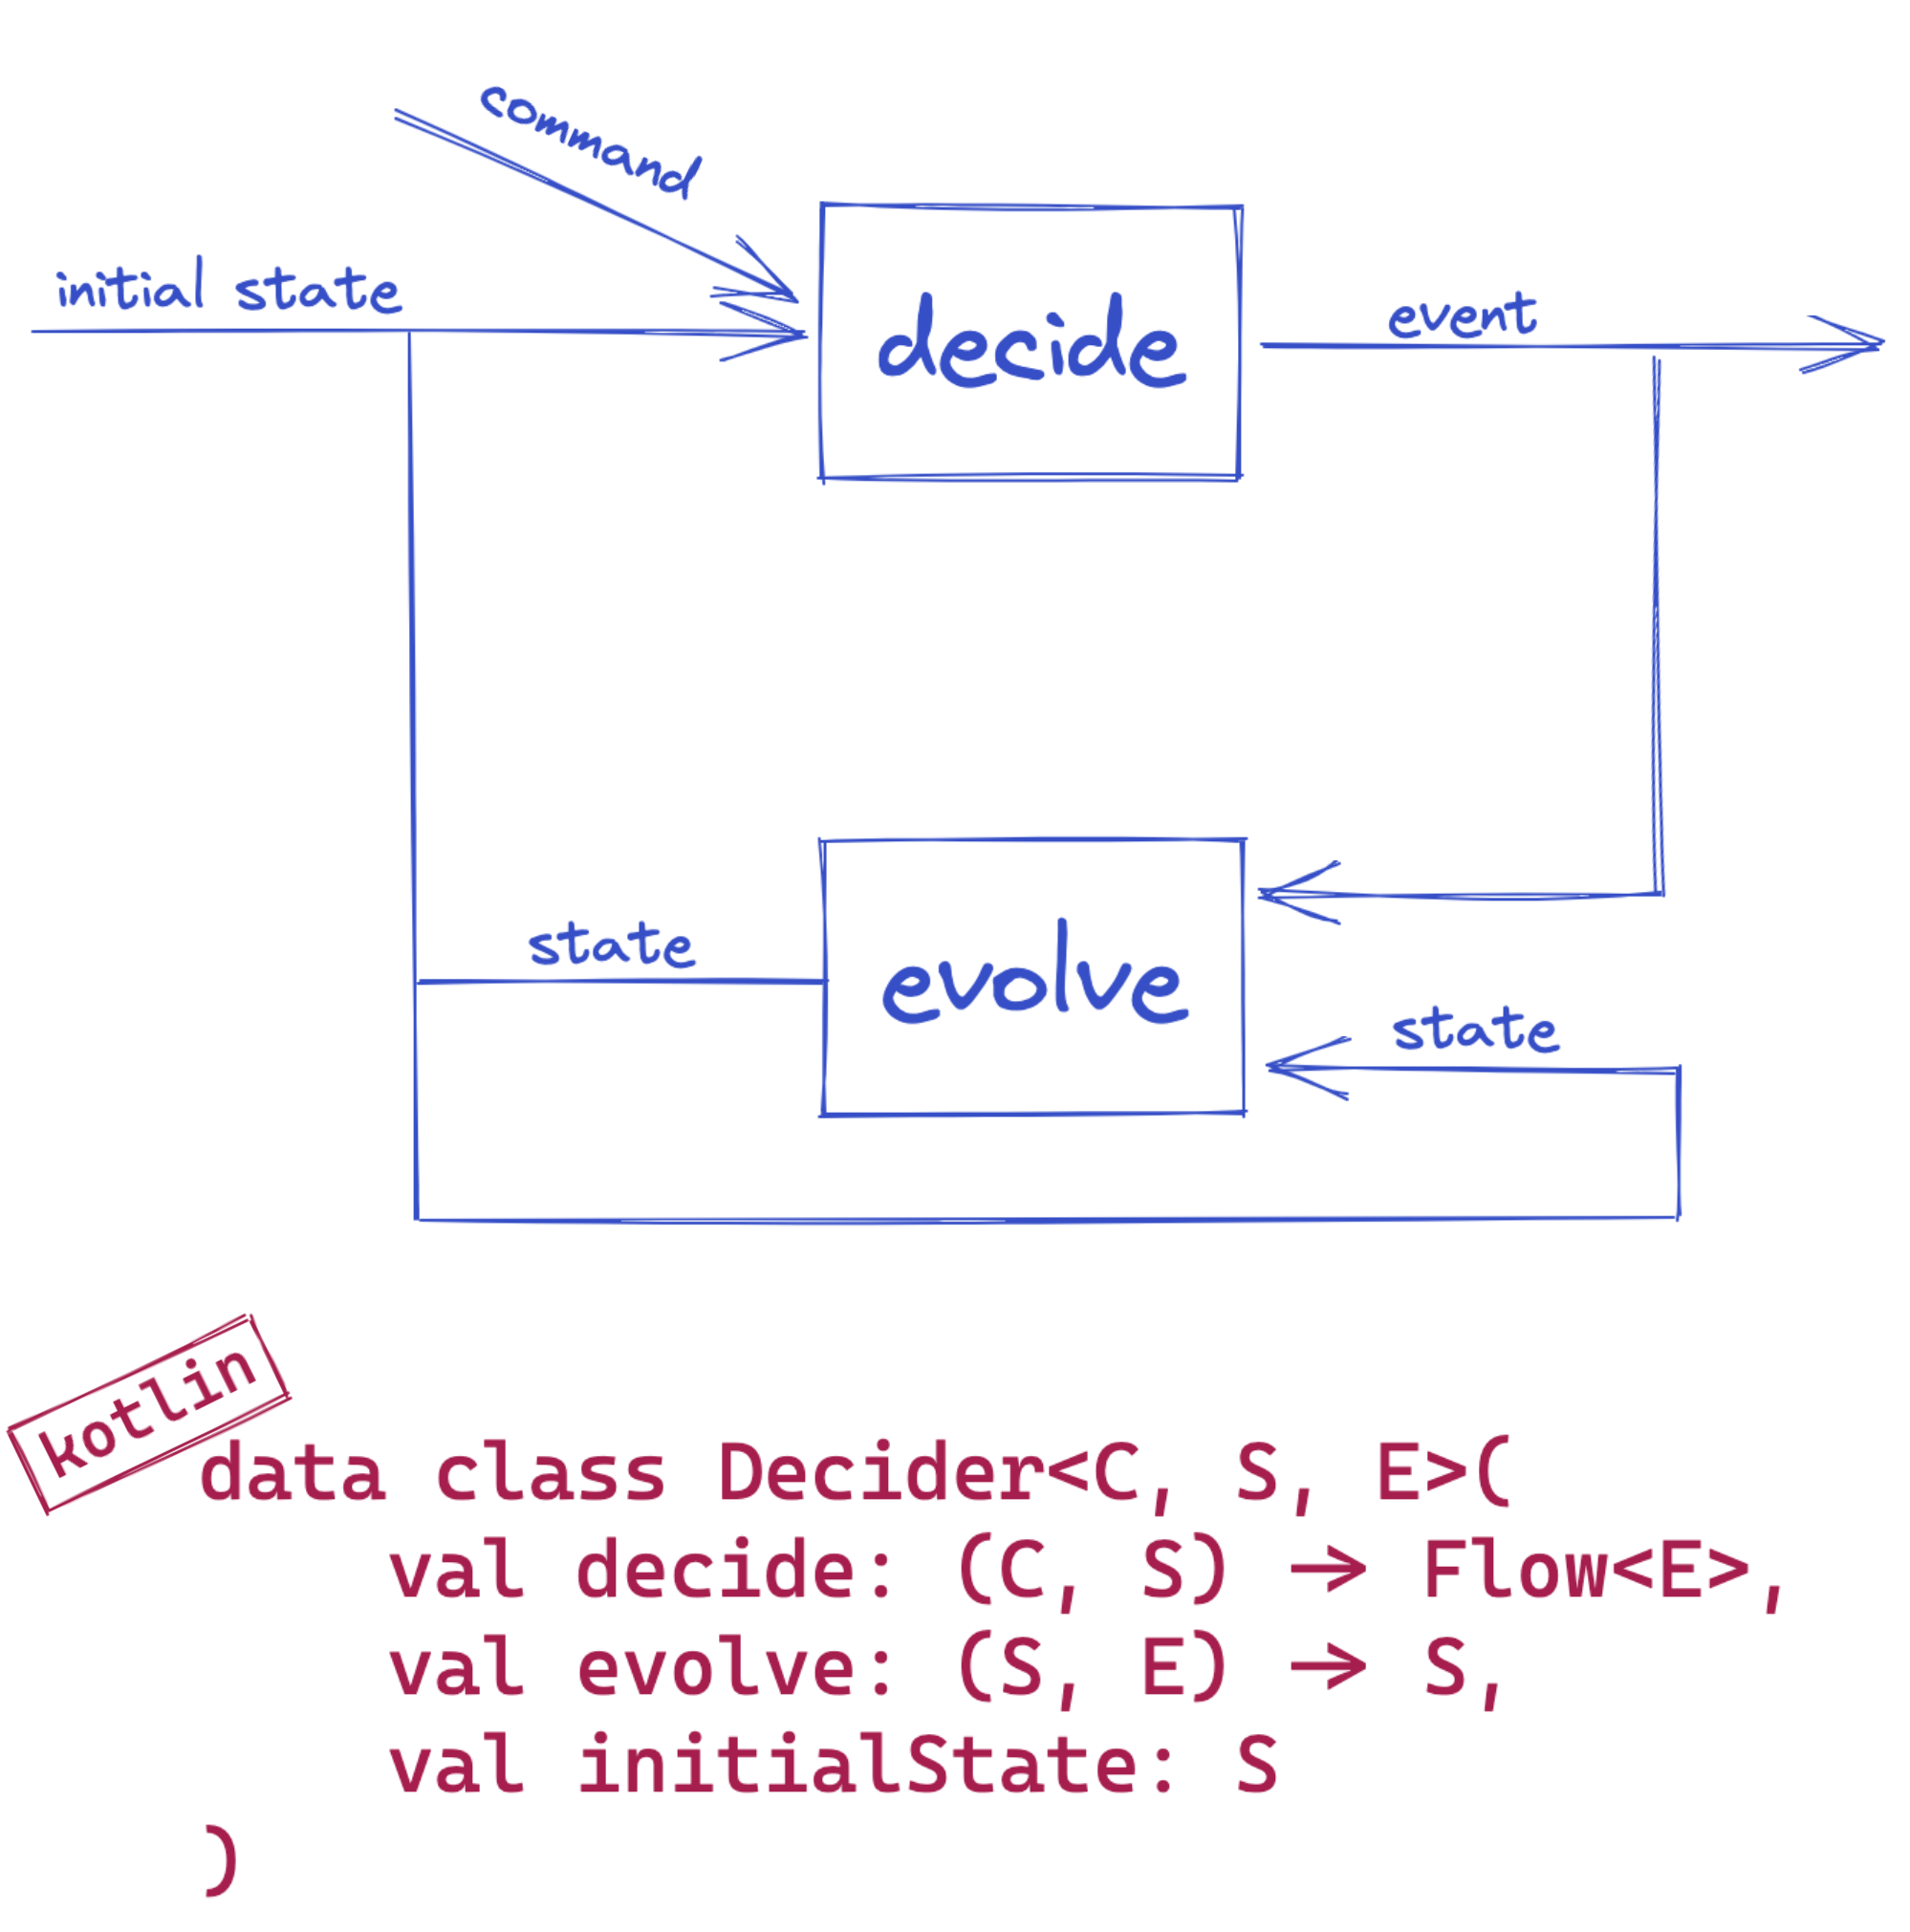 command
initial state
decide
event
state
evolve
state
kotlin
data class Decider<C, S, E>(
    val decide: (C, S) -> Flow<E>,
    val evolve: (S, E) -> S,
    val initialState: S
)